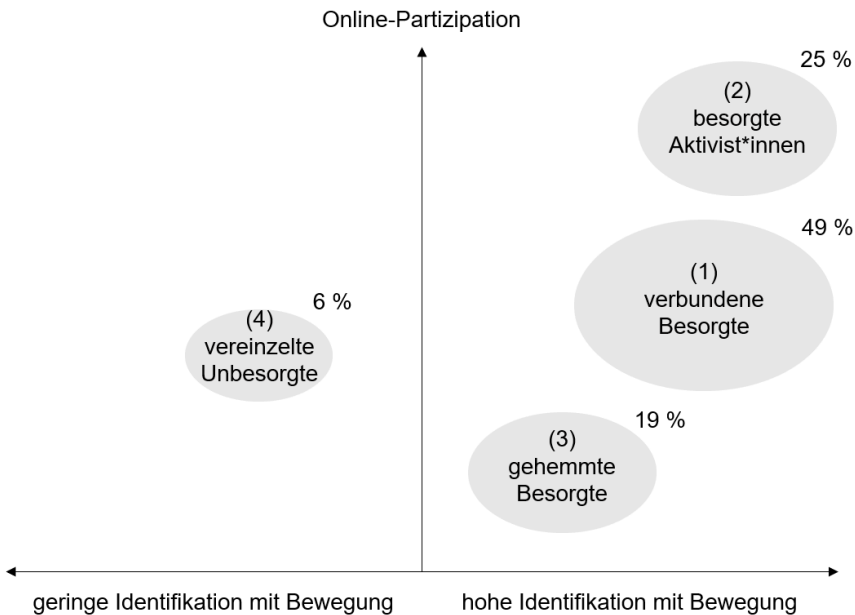 Online-Partizipation
25 %
(2)
besorgte
Aktivist*innen
49 %
(1)
verbundene
Besorgte
6 %
(4)
vereinzelte
Unbesorgte
19 %
(3)
gehemmte
Besorgte
geringe Identifikation mit Bewegung
hohe Identifikation mit Bewegung